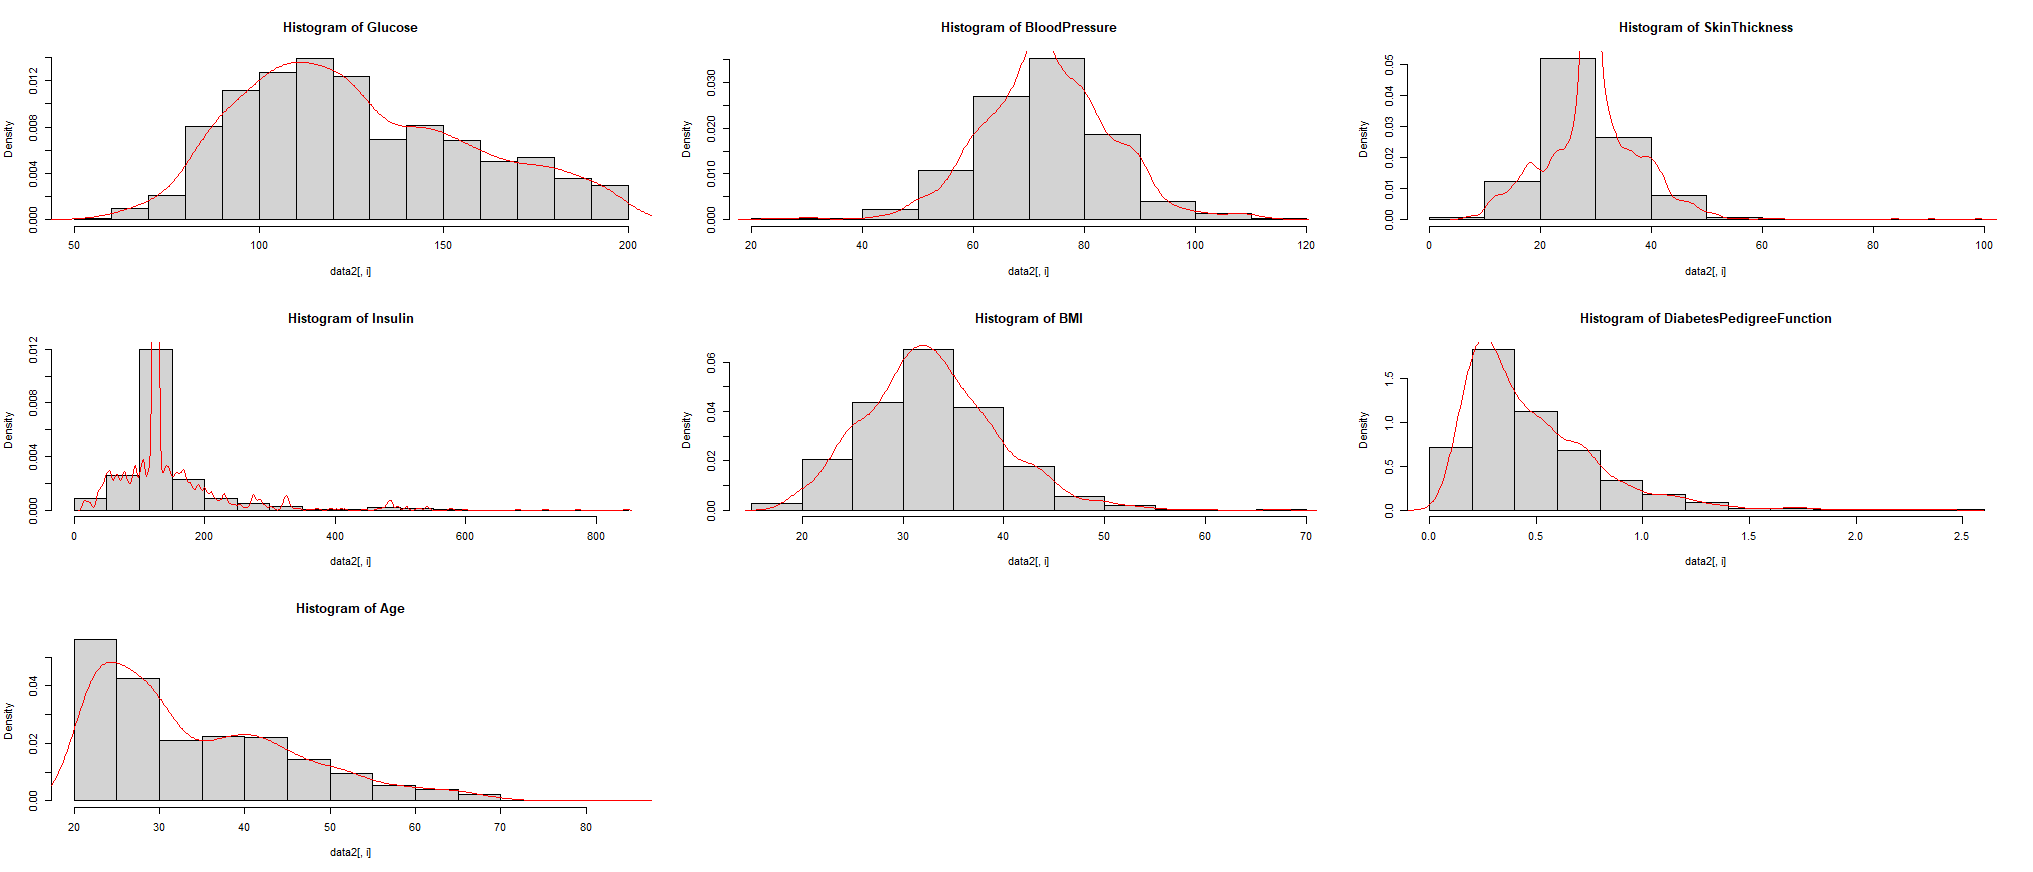 Histogram of Glucose
Density
0.000 0.004 0.008 0.012
50 100 150 200
data2[, i]
Histogram of BloodPressure
Density
0.000 0.010 0.020 0.030
20 40 60 80 100 120
data2[, i]
Histogram of SkinThickness
Density
0.00 0.01 0.02 0.03 0.04 0.05
0 20 40 60 80 100
data2[, i]
Histogram of Insulin
Density
0.000 0.004 0.008 0.012
0 200 400 600 800
data2[, i]
Histogram of BMI
Density
0.00 0.02 0.04 0.06
20 30 40 50 60 70
data2[, i]
Histogram of DiabetesPedigreeFunction
Density
0.0 0.5 1.0 1.5
0.0 0.5 1.0 1.5 2.0 2.5
data2[, i]
Histogram of Age
Density
0.00 0.02 0.04
20 30 40 50 60 70 80
data2[, i]